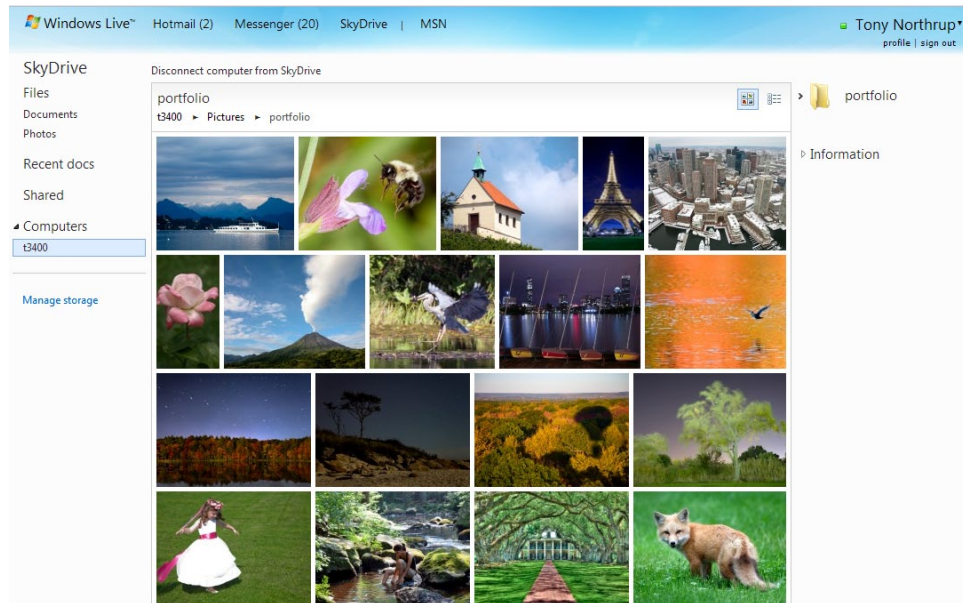 Windows Live™ Hotmail (2) Messenger (20) SkyDrive | MSN Tony Northrup
profile | sign out
SkyDrive
Disconnect computer from SkyDrive
Files
Documents
Photos
Recent docs
Shared
Computers
t3400
Manage storage
portfolio
t3400 ► Pictures ► portfolio
portfolio
Information